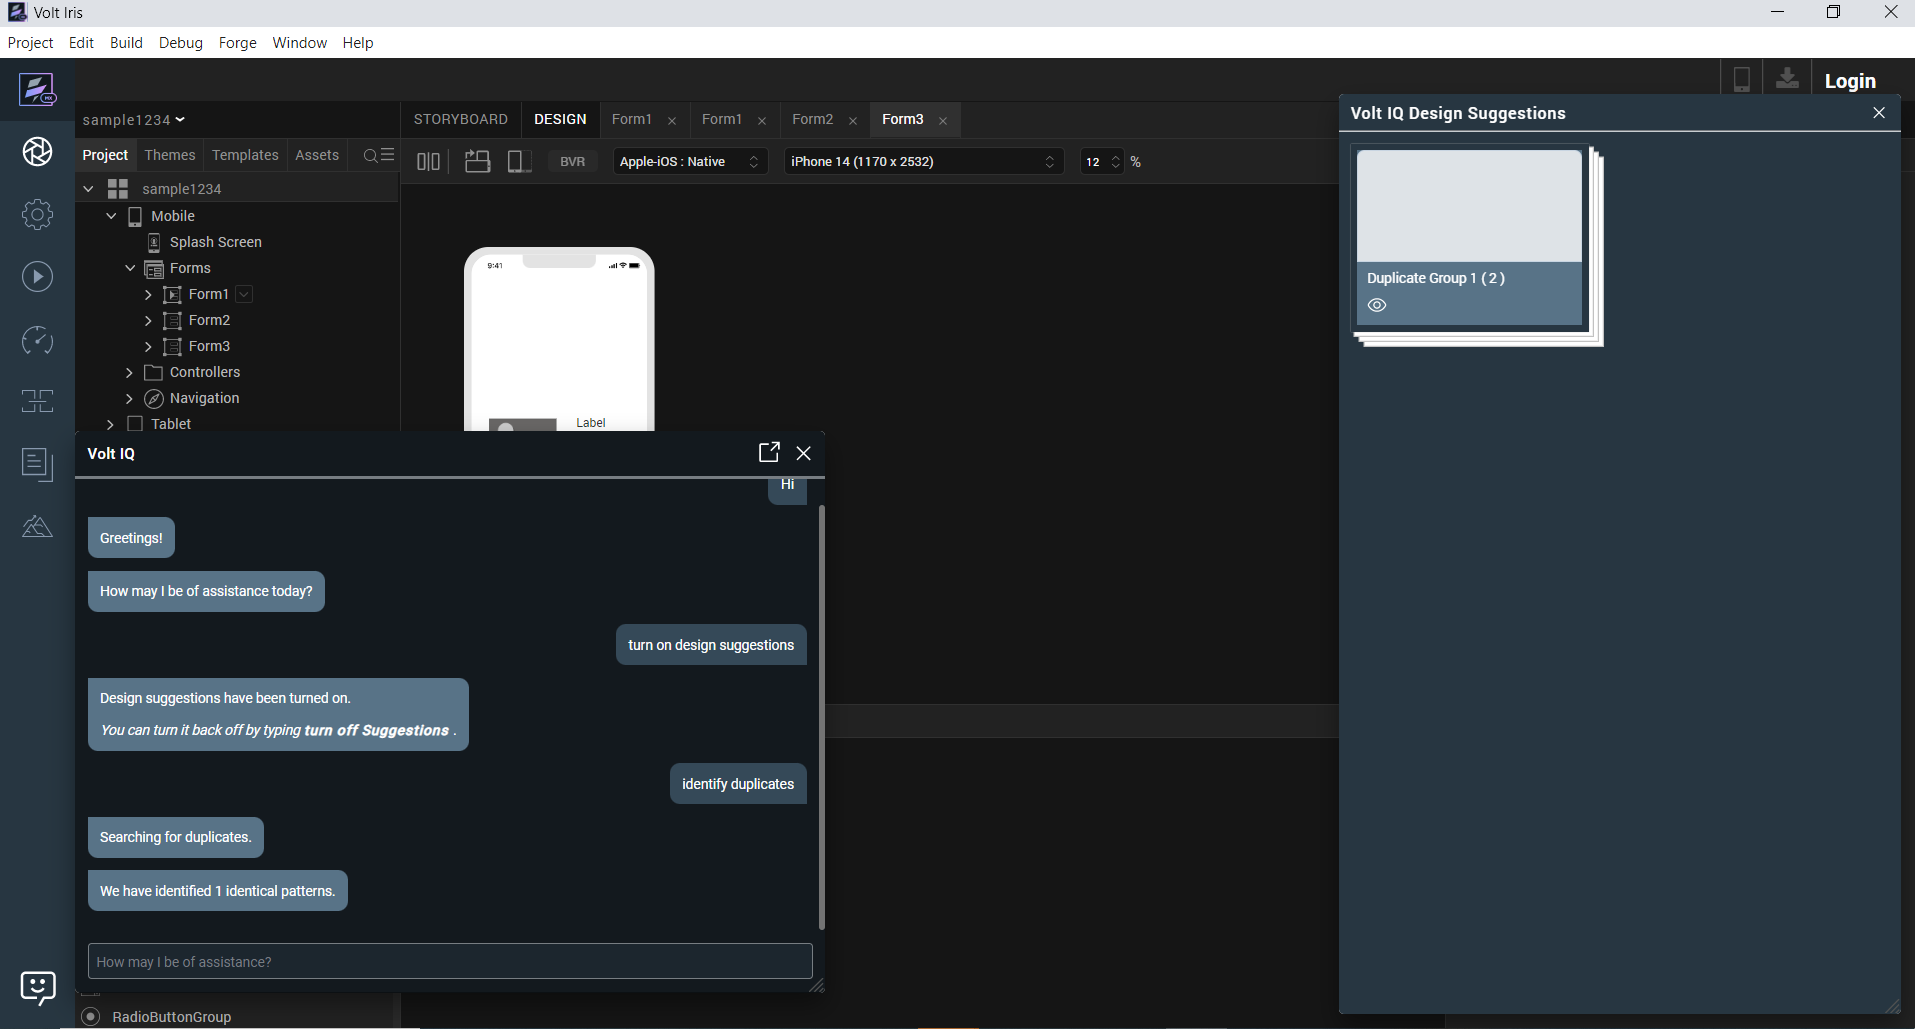 Volt Iris
Project Edit Build Debug Forge Window Help
MX
Login
sample1234
STORYBOARD DESIGN Form1 Form1 Form2 Form3
Project Themes Templates Assets
BVR Apple-iOS : Native iPhone 14 (1170 x 2532) 12 %
sample1234
Mobile
Splash Screen
Forms
Form1
Form2
Form3
Controllers
Navigation
Tablet
9:41
Label
Volt IQ
Hi
Greetings!
How may I be of assistance today?
turn on design suggestions
Design suggestions have been turned on.
You can turn it back off by typing turn off Suggestions .
identify duplicates
Searching for duplicates.
We have identified 1 identical patterns.
How may I be of assistance?
RadioButtonGroup
Volt IQ Design Suggestions
Duplicate Group 1 ( 2 )